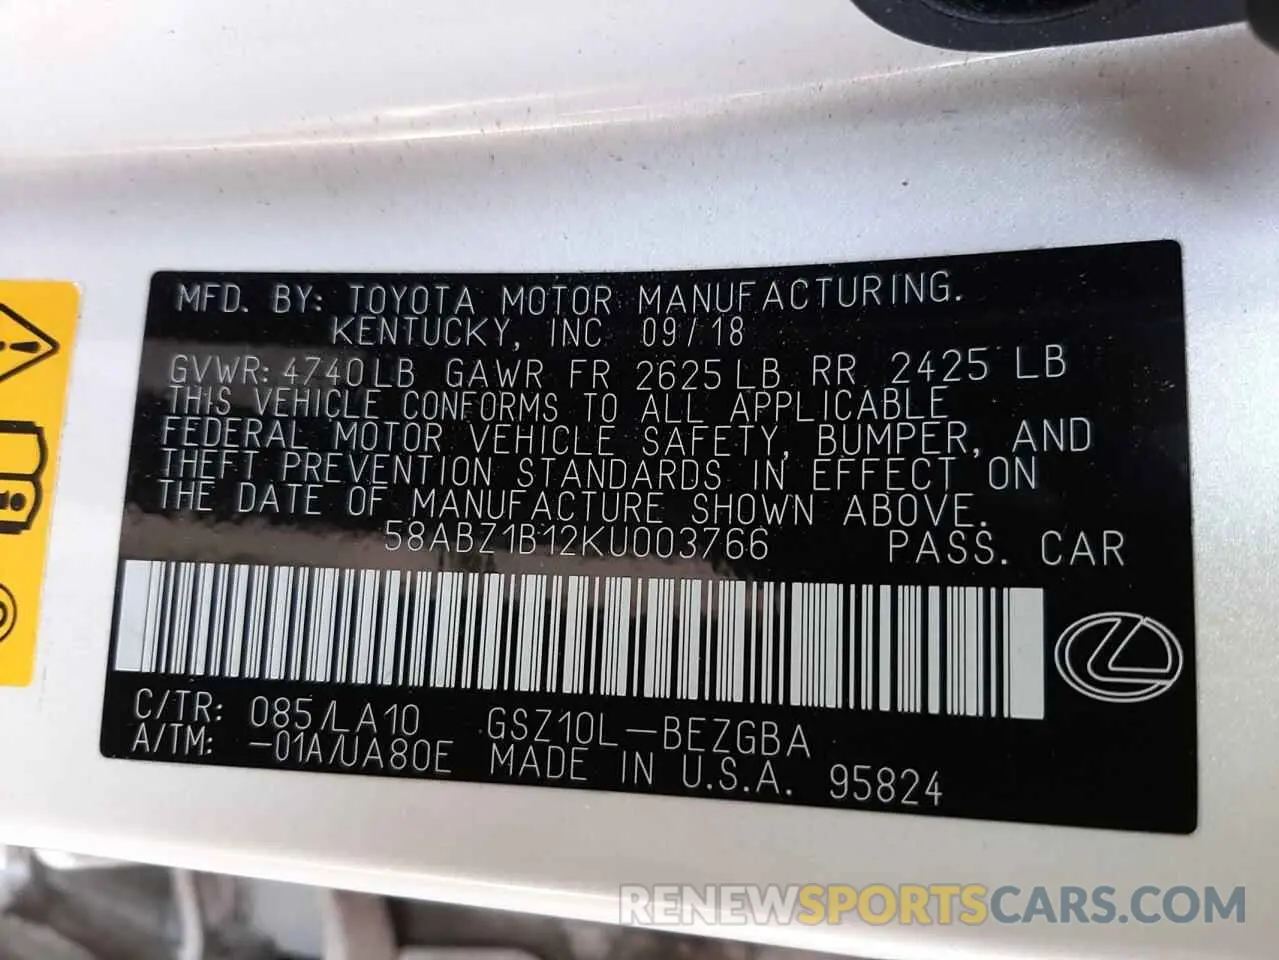 MFD. BY: TOYOTA MOTOR MANUFACTURING.
KENTUCKY, INC 09/18
GVWR: 4740LB GAWR FR 2625LB RR 2425 LB
THIS VEHICLE CONFORMS TO ALL APPLICABLE
FEDERAL MOTOR VEHICLE SAFETY, BUMPER, AND
THEFT PREVENTION STANDARDS IN EFFECT ON
THE DATE OF MANUFACTURE SHOWN ABOVE.
58ABZ1B12KU003766 PASS. CAR
C/TR: 085/LA10 GSZ10L-BEZGBA
A/TM: -01A/UA80E MADE IN U.S.A. 95824
RENEWSPORTSCARS.COM